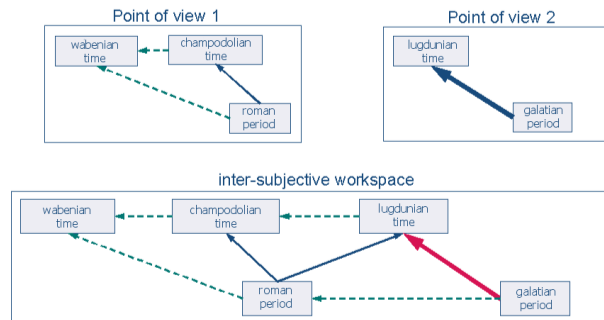 Point of view 1
wabenian
time
champodolian
time
roman
period
Point of view 2
lugdunian
time
galatian
period
inter-subjective workspace
wabenian
time
champodolian
time
lugdunian
time
roman
period
galatian
period